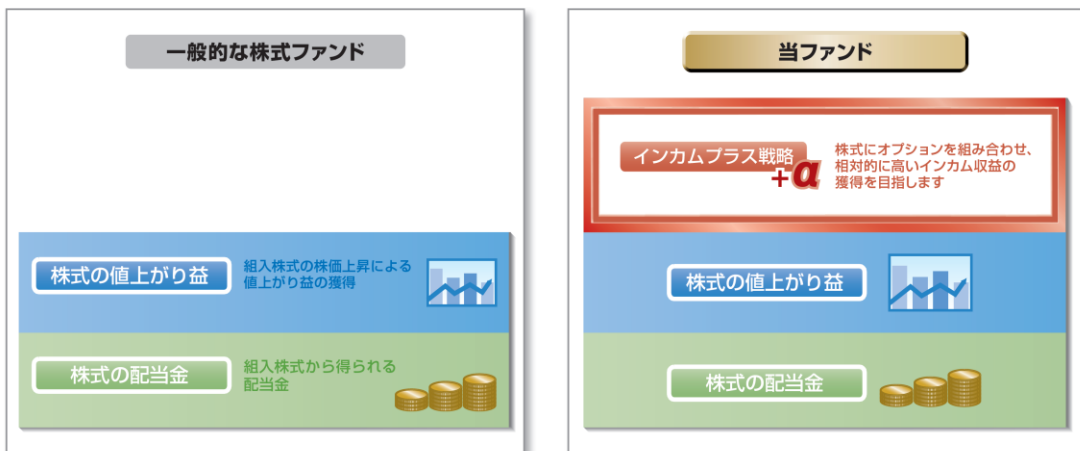 一般的な株式ファンド
株式の値上がり益
組入株式の株価上昇による
値上がり益の獲得
株式の配当金
組入株式から得られる
配当金
当ファンド
インカムプラス戦略
+α
株式にオプションを組み合わせ、
相対的に高いインカム収益の
獲得を目指します
株式の値上がり益
株式の配当金